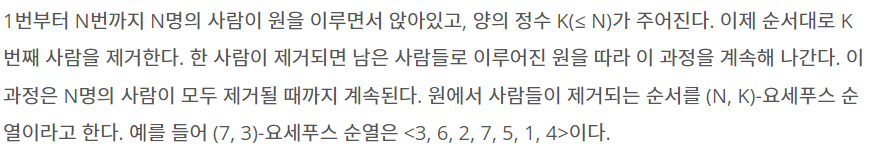 1번부터 N번까지 N명의 사람이 원을 이루면서 앉아있고, 양의 정수 K(≤ N)가 주어진다. 이제 순서대로 K
번째 사람을 제거한다. 한 사람이 제거되면 남은 사람들로 이루어진 원을 따라 이 과정을 계속해 나간다. 이
과정은 N명의 사람이 모두 제거될 때까지 계속된다. 원에서 사람들이 제거되는 순서를 (N, K)-요세푸스 순
열이라고 한다. 예를 들어 (7, 3)-요세푸스 순열은 <3, 6, 2, 7, 5, 1, 4>이다.